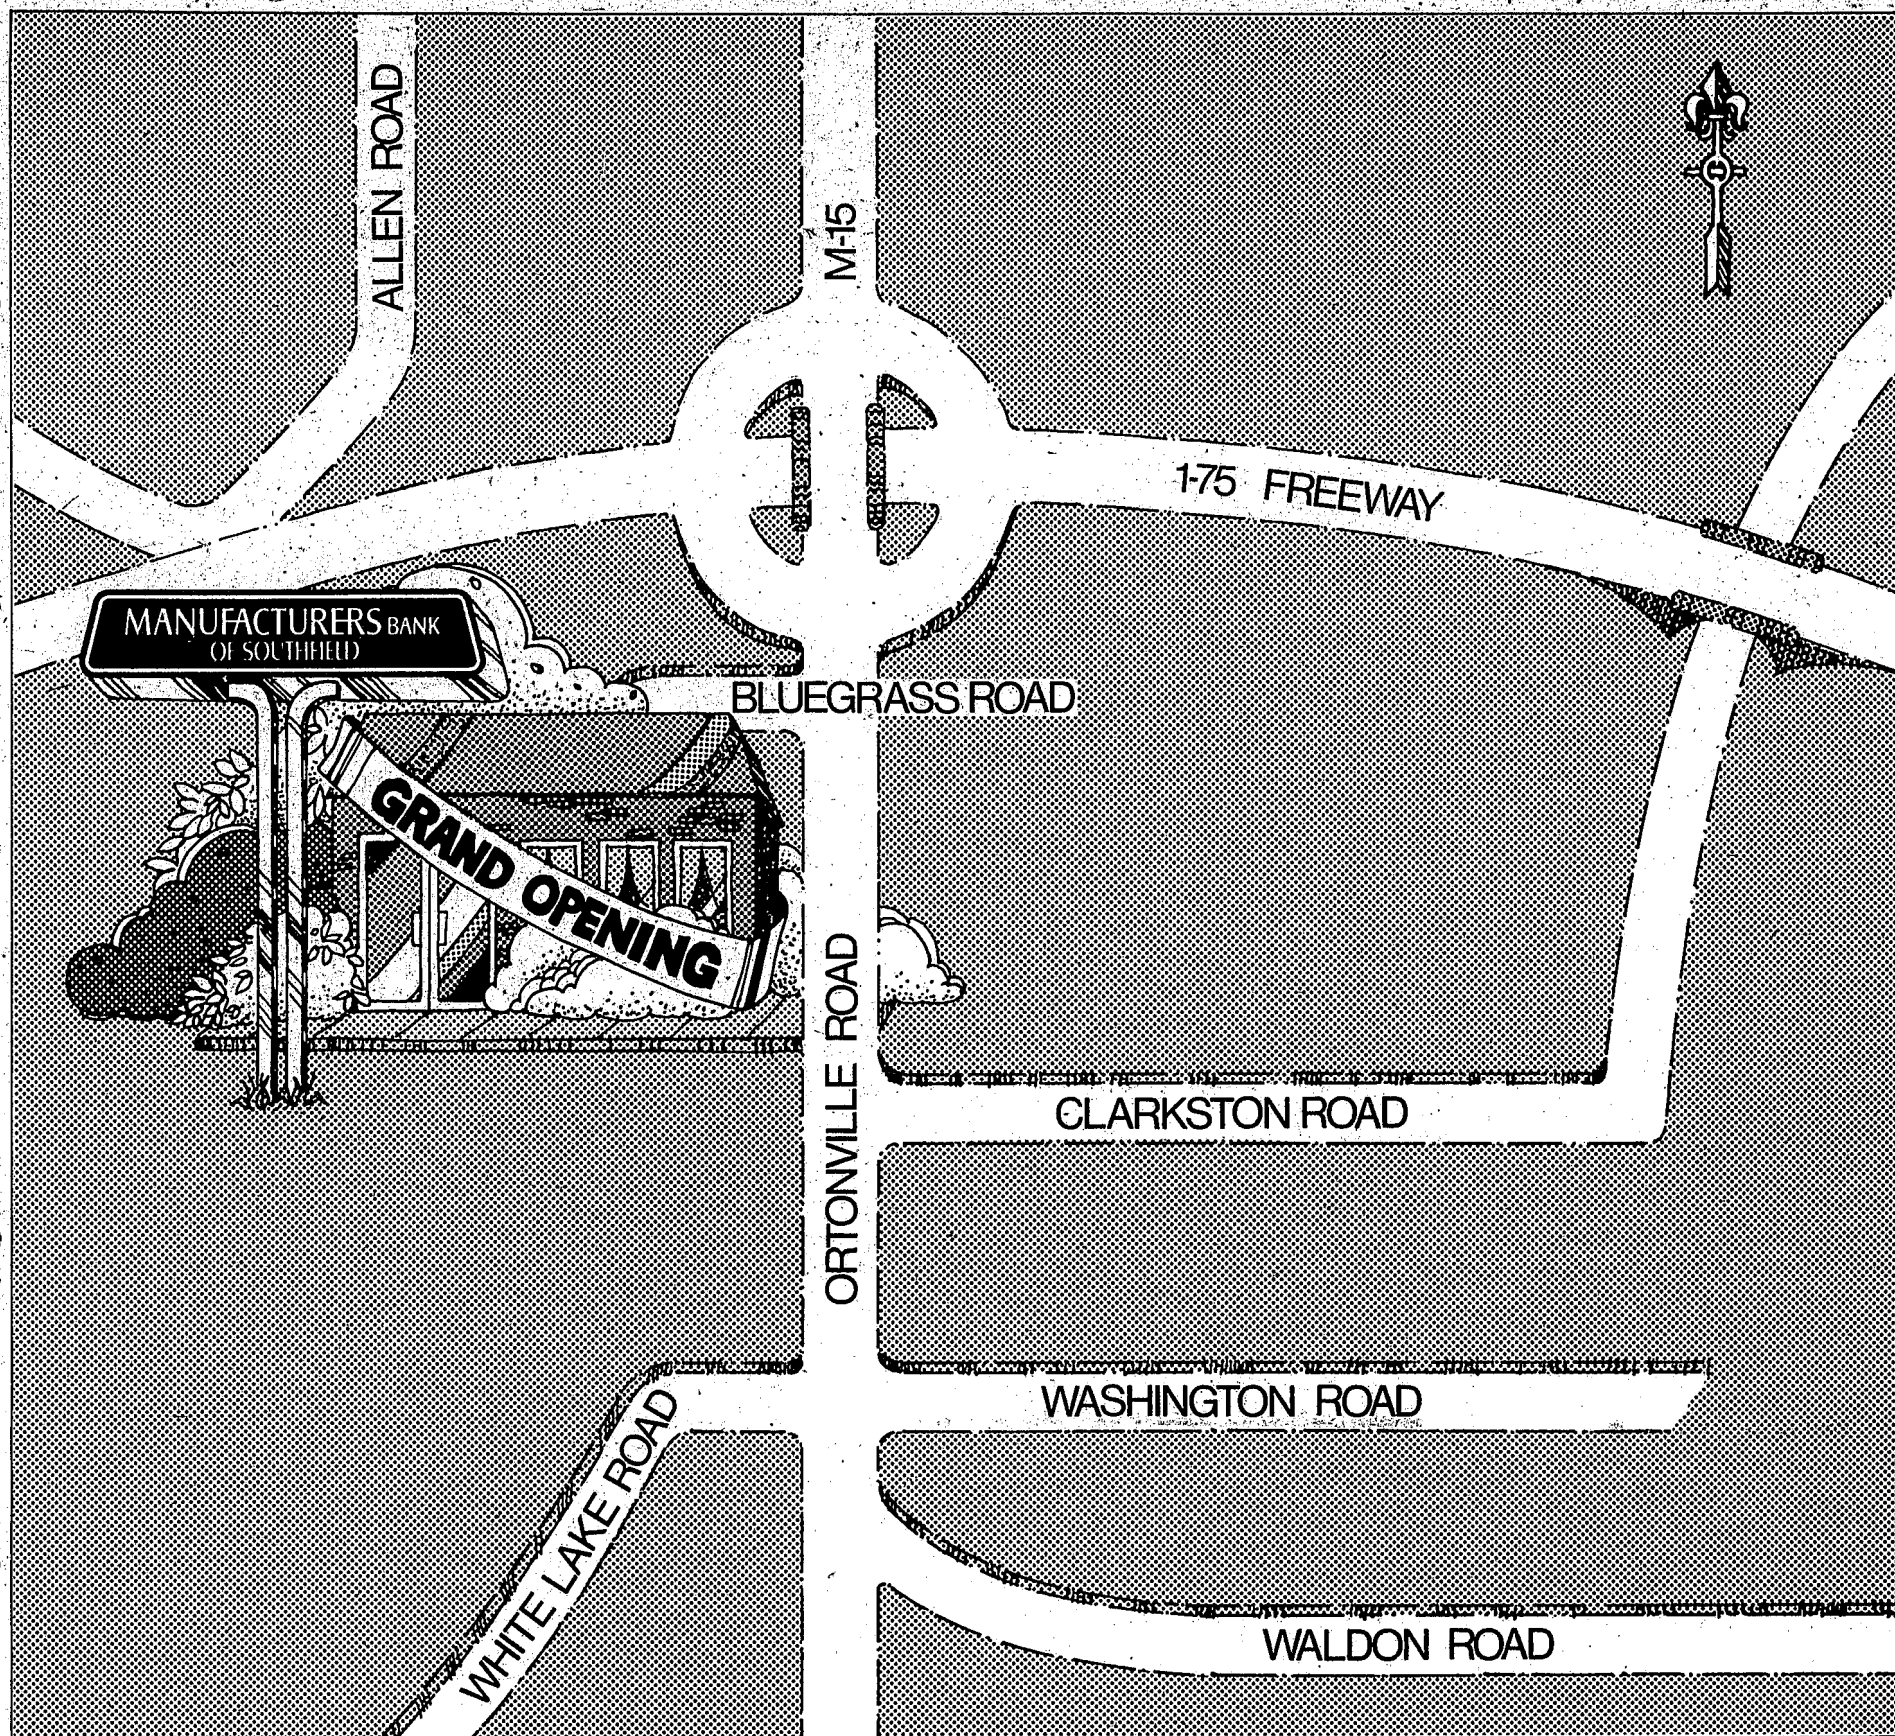 ALLEN ROAD
M-15
1-75 FREEWAY
MANUFACTURERS BANK
OF SOUTHFIELD
BLUEGRASS ROAD
GRAND OPENING
ORTONVILLE ROAD
CLARKSTON ROAD
WASHINGTON ROAD
WHITE LAKE ROAD
WALDON ROAD